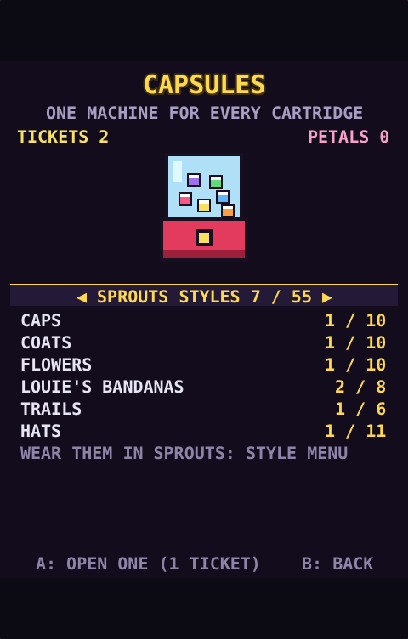 CAPSULES
ONE MACHINE FOR EVERY CARTRIDGE
TICKETS 2 PETALS 0
◀ SPROUTS STYLES 7 / 55 ▶
CAPS 1 / 10
COATS 1 / 10
FLOWERS 1 / 10
LOUIE'S BANDANAS 2 / 8
TRAILS 1 / 6
HATS 1 / 11
WEAR THEM IN SPROUTS: STYLE MENU
A: OPEN ONE (1 TICKET) B: BACK